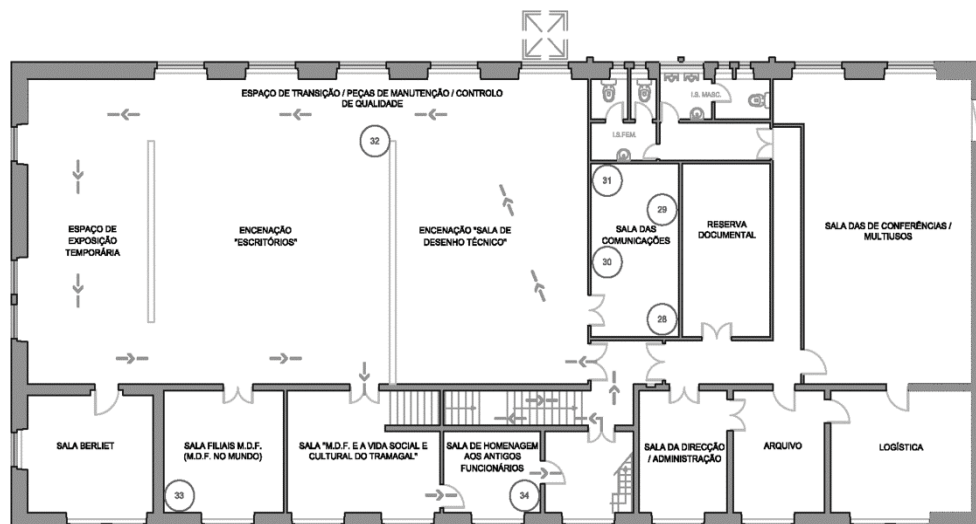 ESPAÇO DE TRANSIÇÃO / PEÇAS DE MANUTENÇÃO / CONTROLO
DE QUALIDADE
I.S. MASC.
I.S.FEM.
32
31
29
30
28
ESPAÇO DE
EXPOSIÇÃO
TEMPORÁRIA
ENCENAÇÃO
"ESCRITÓRIOS"
ENCENAÇÃO "SALA DE
DESENHO TÉCNICO"
SALA DAS
COMUNICAÇÕES
RESERVA
DOCUMENTAL
SALA DAS DE CONFERÊNCIAS /
MULTIUSOS
SALA BERLIET
SALA FILIAIS M.D.F.
(M.D.F. NO MUNDO)
33
SALA "M.D.F. E A VIDA SOCIAL E
CULTURAL DO TRAMAGAL"
SALA DE HOMENAGEM
AOS ANTIGOS
FUNCIONÁRIOS
34
SALA DA DIRECÇÃO
/ ADMINISTRAÇÃO
ARQUIVO
LOGÍSTICA